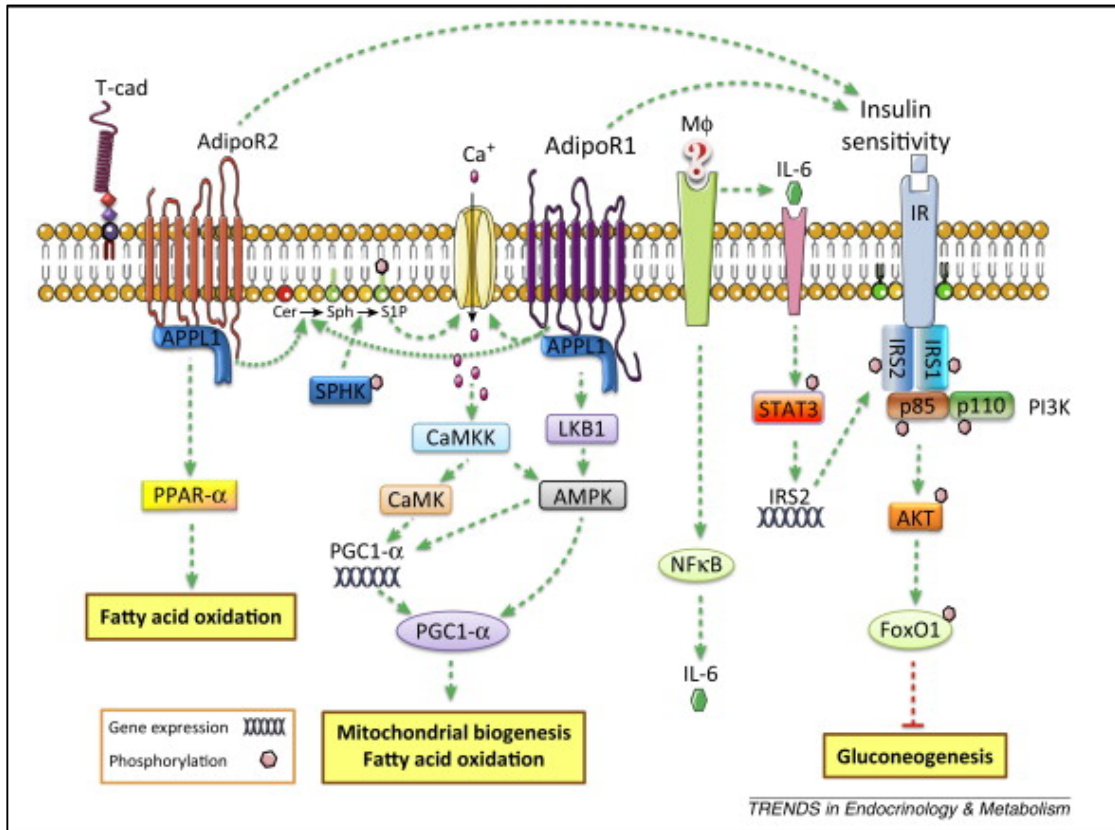 T-cad
AdipoR2
Ca+
AdipoR1
Mϕ
?
IL-6
Insulin
sensitivity
IR
Cer
Sph
S1P
APPL1
SPHK
APPL1
IRS2
IRS1
p85
p110
PI3K
STAT3
CaMKK
LKB1
PPAR-α
CaMK
AMPK
IRS2
AKT
PGC1-α
NFκB
Fatty acid oxidation
PGC1-α
FoxO1
IL-6
Gene expression
Phosphorylation
Mitochondrial biogenesis
Fatty acid oxidation
Gluconeogenesis
TRENDS in Endocrinology & Metabolism